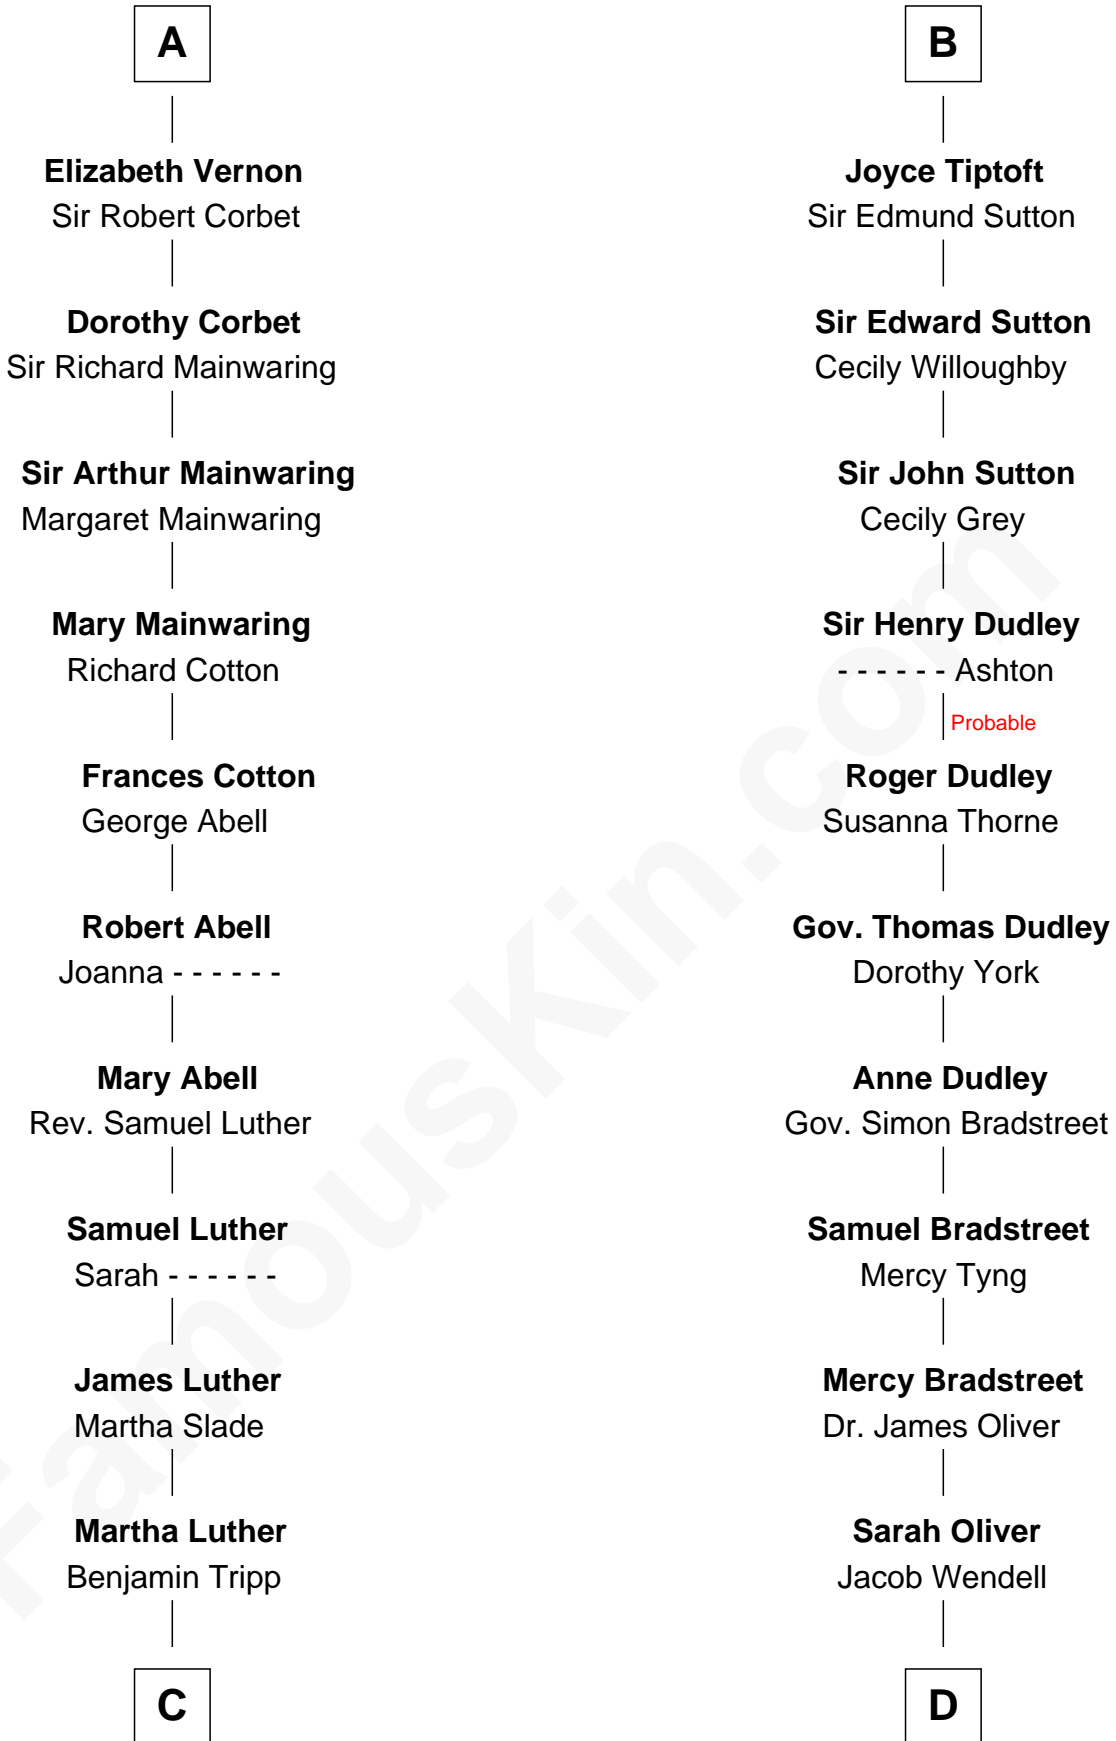 A
Elizabeth Vernon
Sir Robert Corbet
Dorothy Corbet
Sir Richard Mainwaring
Sir Arthur Mainwaring
Margaret Mainwaring
Mary Mainwaring
Richard Cotton
Frances Cotton
George Abell
Robert Abell
Joanna - - - - - -
Mary Abell
Rev. Samuel Luther
Samuel Luther
Sarah - - - - - -
James Luther
Martha Slade
Martha Luther
Benjamin Tripp
C
B
Joyce Tiptoft
Sir Edmund Sutton
Sir Edward Sutton
Cecily Willoughby
Sir John Sutton
Cecily Grey
Sir Henry Dudley
- - - - - - Ashton
Probable
Roger Dudley
Susanna Thorne
Gov. Thomas Dudley
Dorothy York
Anne Dudley
Gov. Simon Bradstreet
Samuel Bradstreet
Mercy Tyng
Mercy Bradstreet
Dr. James Oliver
Sarah Oliver
Jacob Wendell
D
FamousKin.com